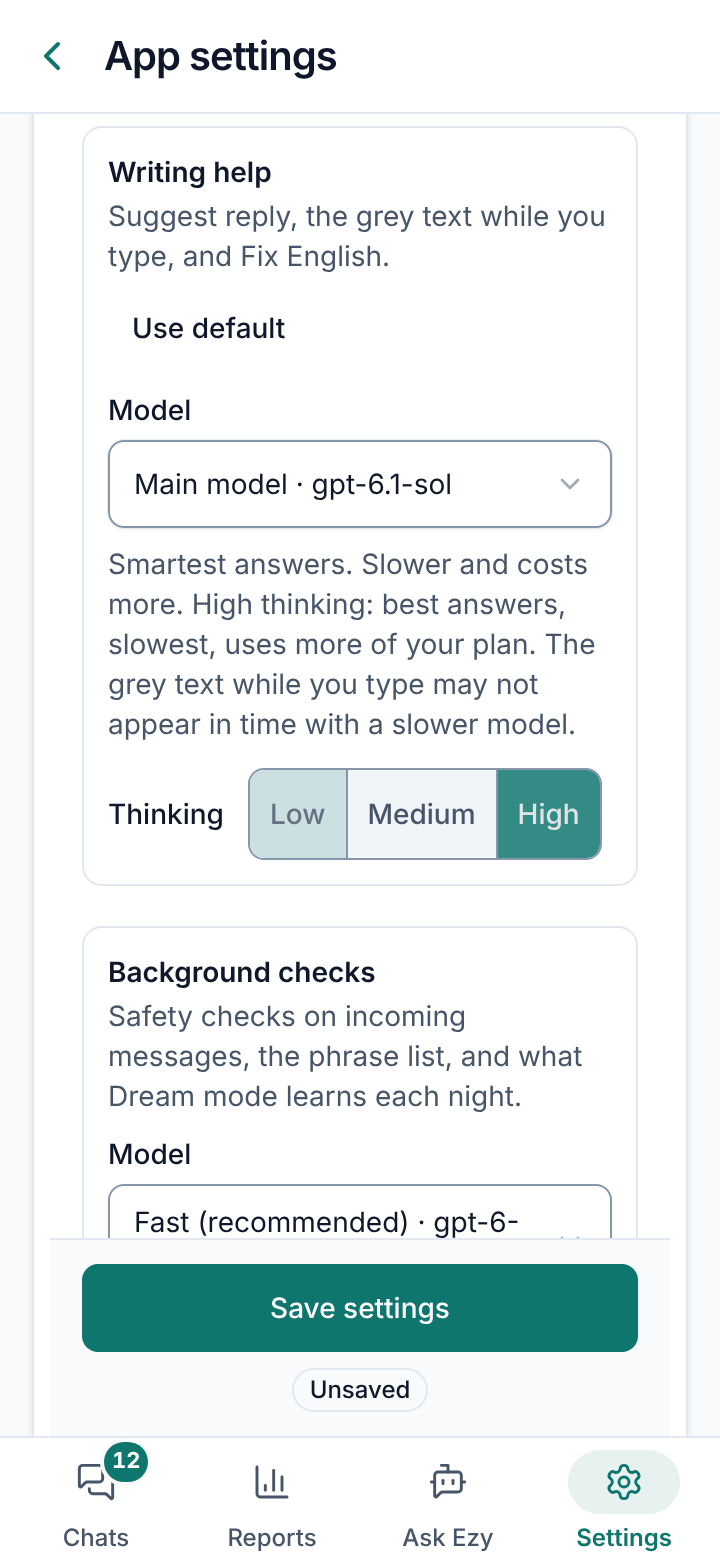 App settings
Writing help
Suggest reply, the grey text while you
type, and Fix English.
Use default
Model
Main model · gpt-6.1-sol
Smartest answers. Slower and costs
more. High thinking: best answers,
slowest, uses more of your plan. The
grey text while you type may not
appear in time with a slower model.
Thinking Low Medium High
Background checks
Safety checks on incoming
messages, the phrase list, and what
Dream mode learns each night.
Model
Fast (recommended) · gpt-6-
Save settings
Unsaved
12
Chats Reports Ask Ezy Settings